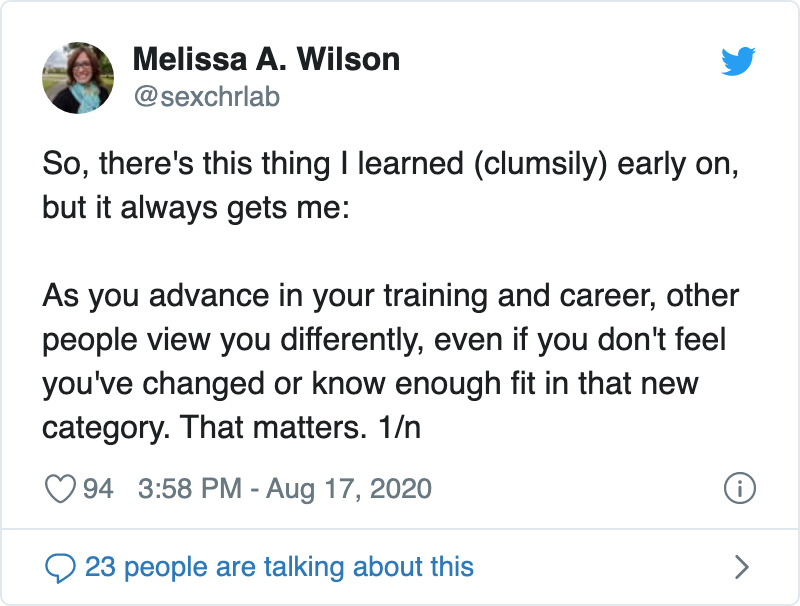 Melissa A. Wilson
@sexchrlab
So, there's this thing I learned (clumsily) early on,
but it always gets me:
As you advance in your training and career, other
people view you differently, even if you don't feel
you've changed or know enough fit in that new
category. That matters. 1/n
94 3:58 PM - Aug 17, 2020
23 people are talking about this